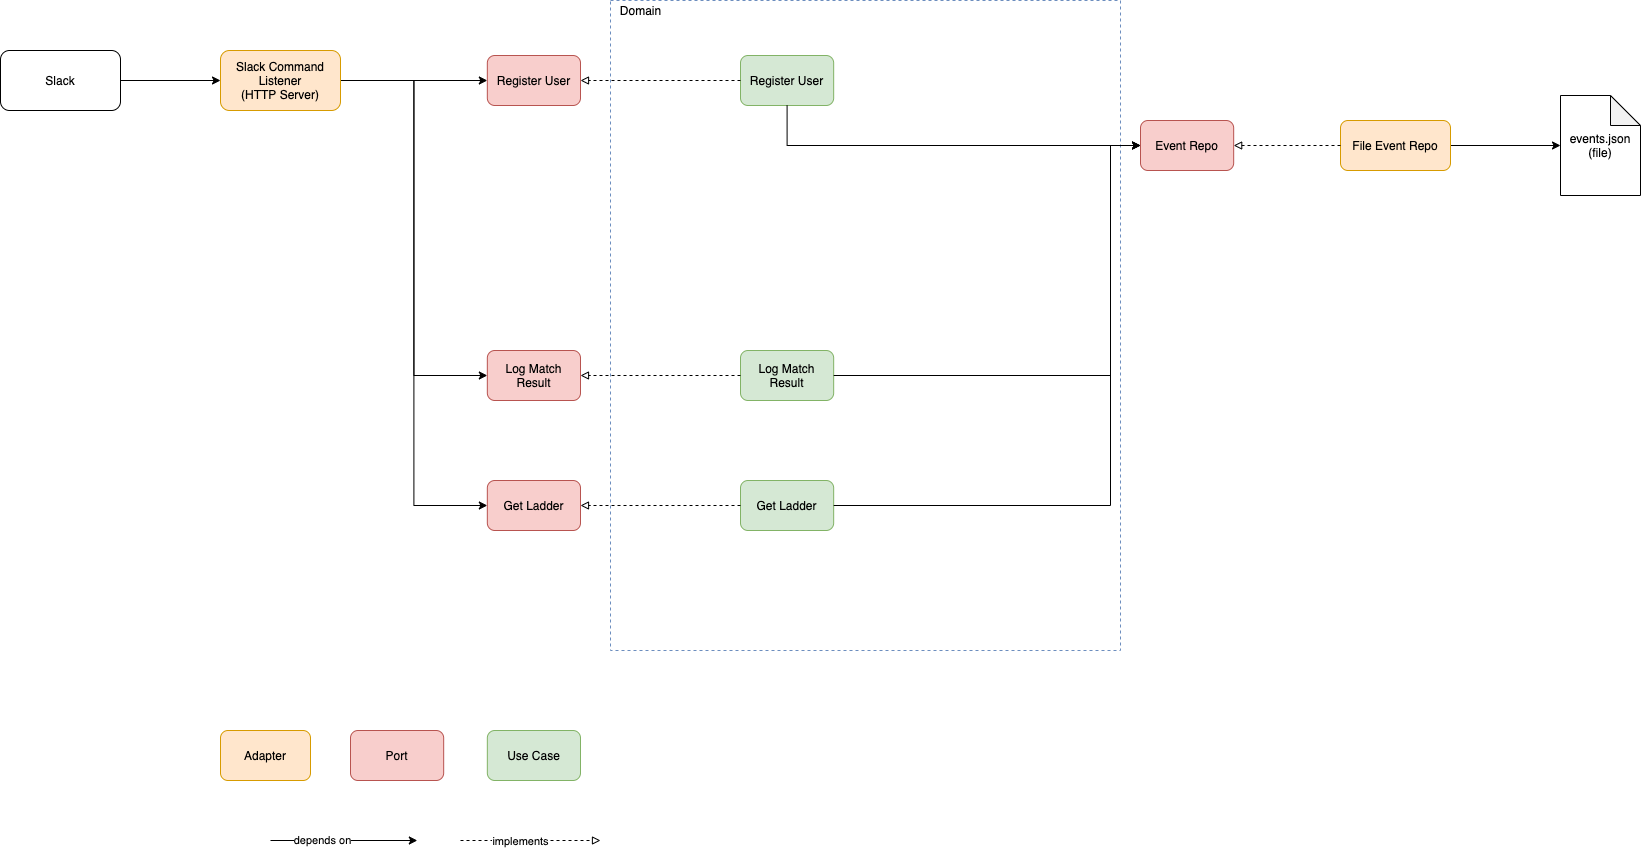 Domain
Slack
Slack Command
Listener
(HTTP Server)
Register User
Register User
Event Repo
File Event Repo
events.json
(file)
Log Match
Result
Log Match
Result
Get Ladder
Get Ladder
Adapter
Port
Use Case
depends on
implements